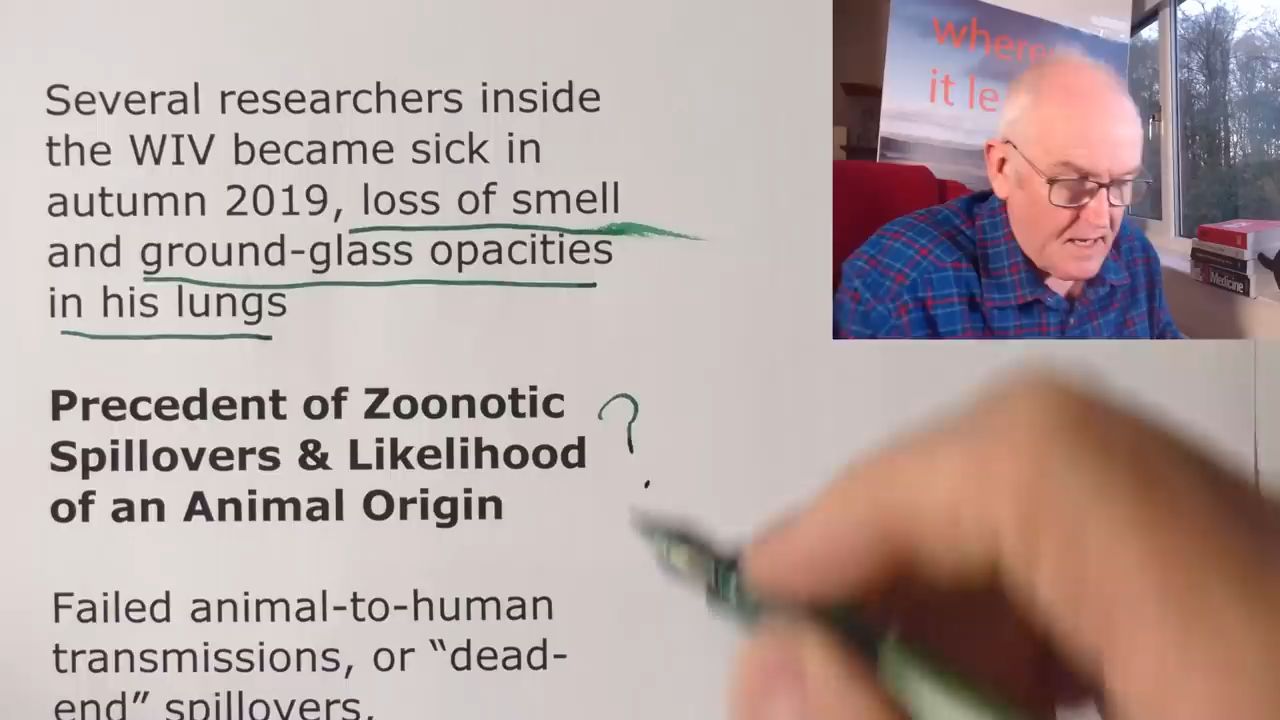 Several researchers inside
the WIV became sick in
autumn 2019, loss of smell
and ground-glass opacities
in his lungs
Precedent of Zoonotic
Spillovers & Likelihood
of an Animal Origin
?
Failed animal-to-human
transmissions, or “dead-
end” spillovers.
where
it le
Medicine